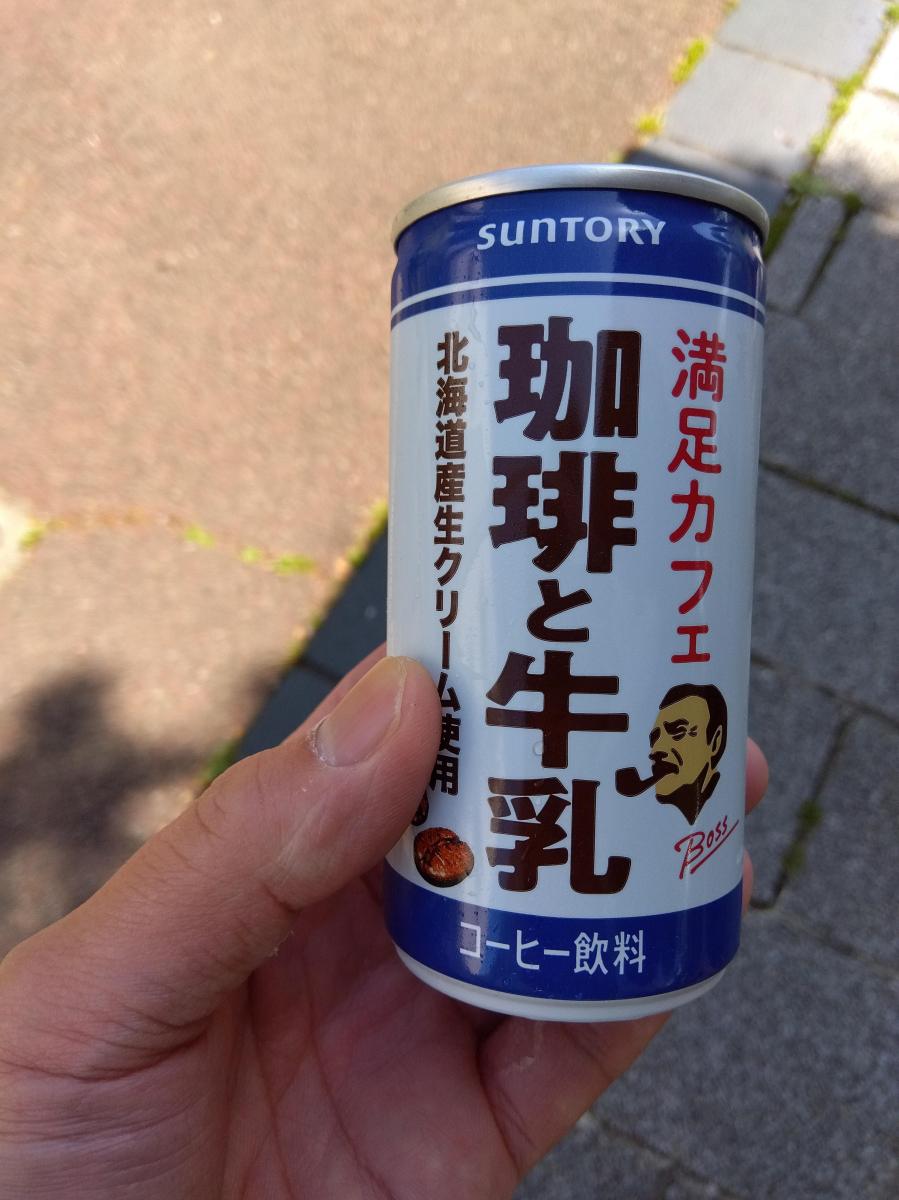 SUNTORY
満足カフェ
珈琲と牛乳
北海道産生クリーム使用
Boss
コーヒー飲料